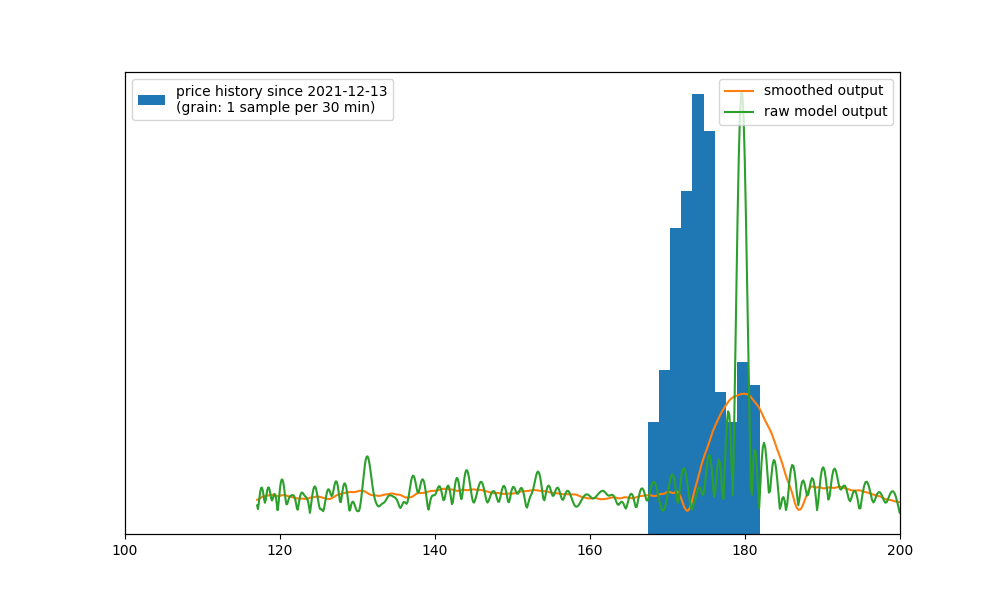 price history since 2021-12-13
(grain: 1 sample per 30 min)
smoothed output
raw model output
100 120 140 160 180 200